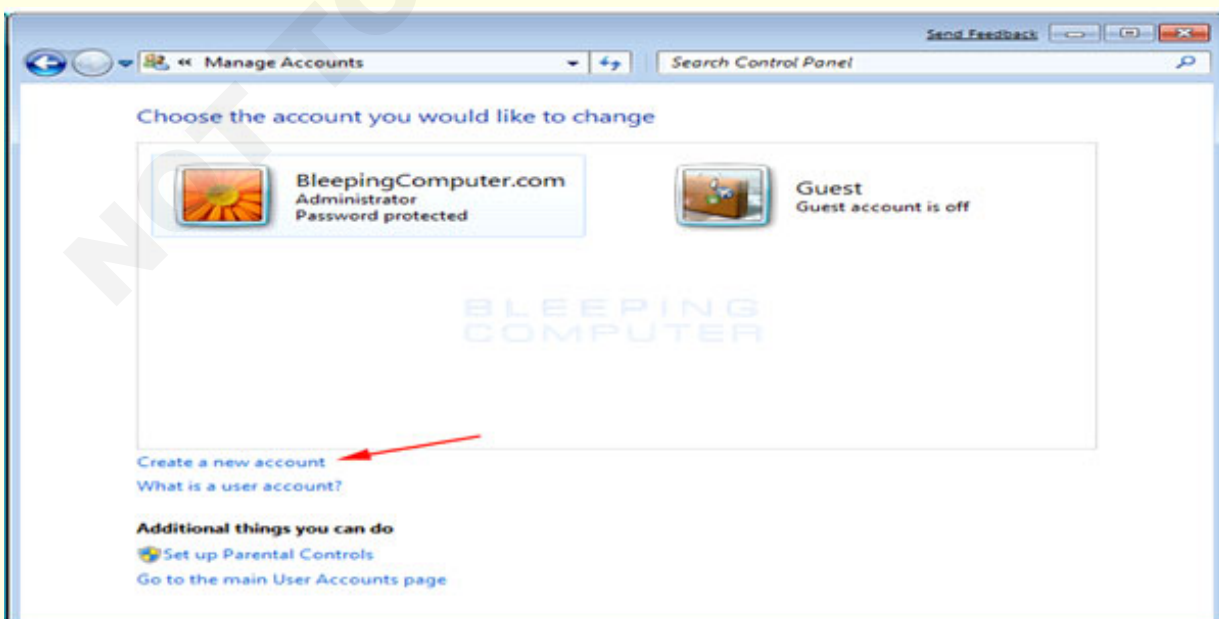 Send Feedback
« Manage Accounts
Search Control Panel
Choose the account you would like to change
BleepingComputer.com
Administrator
Password protected
Guest
Guest account is off
BLEEPING
COMPUTER
Create a new account
What is a user account?
Additional things you can do
Set up Parental Controls
Go to the main User Accounts page
NOT